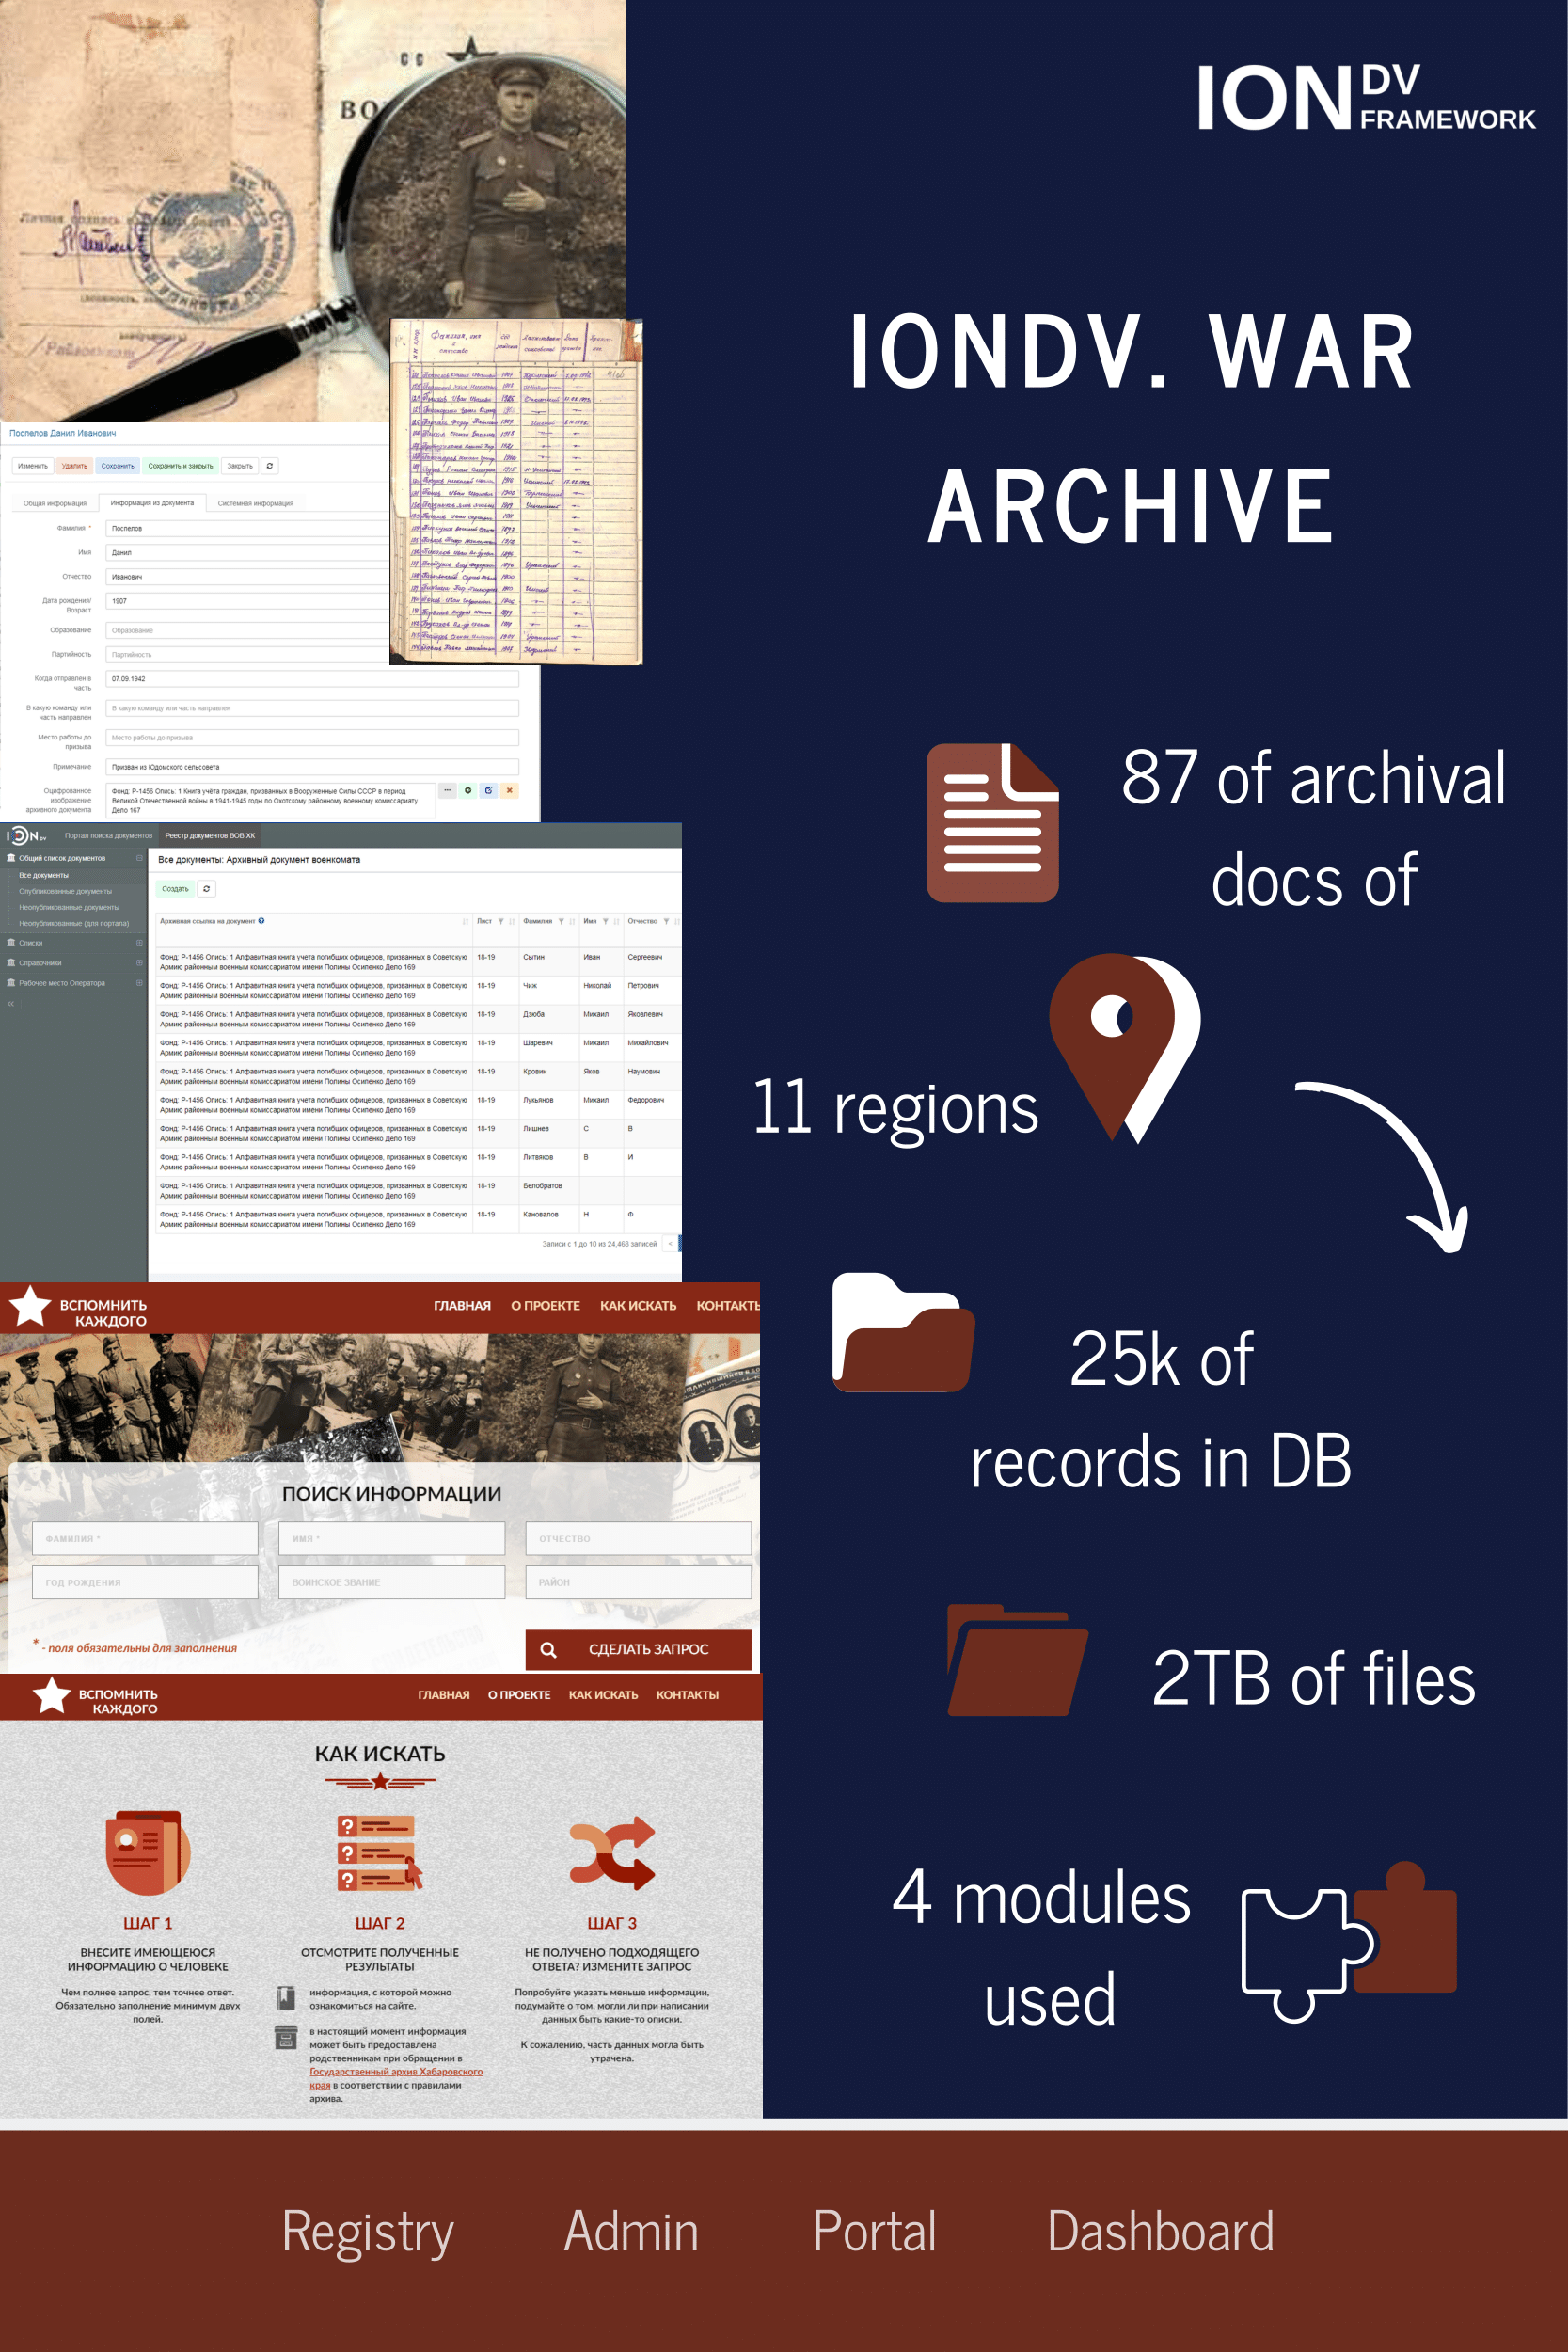 ВО
ION DV
FRAMEWORK
IONDV. WAR
ARCHIVE
87 of archival
docs of
11 regions
25k of
records in DB
2TB of files
4 modules
used
Поспелов Данил Иванович
Изменить Удалить Сохранить Сохранить и закрыть Закрыть
Общая информация Информация из документа Системная информация
Фамилия * Поспелов
Имя Данил
Отчество Иванович
Дата рождения/
Возраст 1907
Образование Образование
Партийность Партийность
Когда отправлен в
часть 07.09.1942
В какую команду или
часть направлен В какую команду или часть направлен
Место работы до
призыва Место работы до призыва
Примечание Призван из Юдомского сельсовета
Оцифрованное
изображение
архивного документа
Фонд: Р-1456 Опись: 1 Книга учёта граждан, призванных в Вооруженные Силы СССР в период
Великой Отечественной войны в 1941-1945 годы по Охотскому районному военному комиссариату
Дело 167
ION DV Портал поиска документов Реестр документов ВОВ ХК
Общий список документов
Все документы
Опубликованные документы
Неопубликованные документы
Неопубликованные (для портала)
Списки
Справочники
Рабочее место Оператора
Все документы: Архивный документ военкомата
Создать
Архивная ссылка на документ Лист Фамилия Имя Отчество
Фонд: Р-1456 Опись: 1 Алфавитная книга учета погибших офицеров, призванных в Советскую 18-19 Сытин Иван Сергеевич
Армию районным военным комиссариатом имени Полины Осипенко Дело 169
Фонд: Р-1456 Опись: 1 Алфавитная книга учета погибших офицеров, призванных в Советскую 18-19 Чиж Николай Петрович
Армию районным военным комиссариатом имени Полины Осипенко Дело 169
Фонд: Р-1456 Опись: 1 Алфавитная книга учета погибших офицеров, призванных в Советскую 18-19 Дзюба Михаил Яковлевич
Армию районным военным комиссариатом имени Полины Осипенко Дело 169
Фонд: Р-1456 Опись: 1 Алфавитная книга учета погибших офицеров, призванных в Советскую 18-19 Шаревич Михаил Михайлович
Армию районным военным комиссариатом имени Полины Осипенко Дело 169
Фонд: Р-1456 Опись: 1 Алфавитная книга учета погибших офицеров, призванных в Советскую 18-19 Кровин Яков Наумович
Армию районным военным комиссариатом имени Полины Осипенко Дело 169
Фонд: Р-1456 Опись: 1 Алфавитная книга учета погибших офицеров, призванных в Советскую 18-19 Лукьянов Михаил Федорович
Армию районным военным комиссариатом имени Полины Осипенко Дело 169
Фонд: Р-1456 Опись: 1 Алфавитная книга учета погибших офицеров, призванных в Советскую 18-19 Лишнев С В
Армию районным военным комиссариатом имени Полины Осипенко Дело 169
Фонд: Р-1456 Опись: 1 Алфавитная книга учета погибших офицеров, призванных в Советскую 18-19 Литвяков В И
Армию районным военным комиссариатом имени Полины Осипенко Дело 169
Фонд: Р-1456 Опись: 1 Алфавитная книга учета погибших офицеров, призванных в Советскую 18-19 Белобратов
Армию районным военным комиссариатом имени Полины Осипенко Дело 169
Фонд: Р-1456 Опись: 1 Алфавитная книга учета погибших офицеров, призванных в Советскую 18-19 Кановалов Н Ф
Армию районным военным комиссариатом имени Полины Осипенко Дело 169
Записи с 1 до 10 из 24,468 записей <
ВСПОМНИТЬ
КАЖДОГО
ГЛАВНАЯ О ПРОЕКТЕ КАК ИСКАТЬ КОНТАКТЫ
ПОИСК ИНФОРМАЦИИ
ФАМИЛИЯ * ИМЯ * ОТЧЕСТВО
ГОД РОЖДЕНИЯ ВОИНСКОЕ ЗВАНИЕ РАЙОН
* - поля обязательны для заполнения
СДЕЛАТЬ ЗАПРОС
ВСПОМНИТЬ
КАЖДОГО
ГЛАВНАЯ О ПРОЕКТЕ КАК ИСКАТЬ КОНТАКТЫ
КАК ИСКАТЬ
ШАГ 1
ВНЕСИТЕ ИМЕЮЩЕЮСЯ
ИНФОРМАЦИЮ О ЧЕЛОВЕКЕ
Чем полнее запрос, тем точнее ответ.
Обязательно заполнение минимум двух
полей.
ШАГ 2
ОТСМОТРИТЕ ПОЛУЧЕННЫЕ
РЕЗУЛЬТАТЫ
информация, с которой можно
ознакомиться на сайте.
в настоящий момент информация
может быть предоставлена
родственникам при обращении в
Государственный архив Хабаровского
края в соответствии с правилами
архива.
ШАГ 3
НЕ ПОЛУЧЕНО ПОДХОДЯЩЕГО
ОТВЕТА? ИЗМЕНИТЕ ЗАПРОС
Попробуйте указать меньше информации,
подумайте о том, могли ли при написании
данных быть какие-то описки.
К сожалению, часть данных могла быть
утрачена.
Registry Admin Portal Dashboard